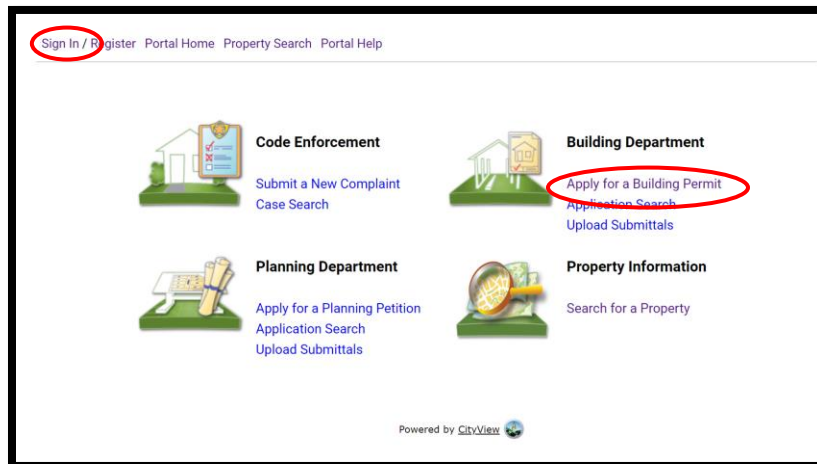 Sign In / Register Portal Home Property Search Portal Help
Code Enforcement
Submit a New Complaint
Case Search
Building Department
Apply for a Building Permit
Application Search
Upload Submittals
Planning Department
Apply for a Planning Petition
Application Search
Upload Submittals
Property Information
Search for a Property
Powered by CityView